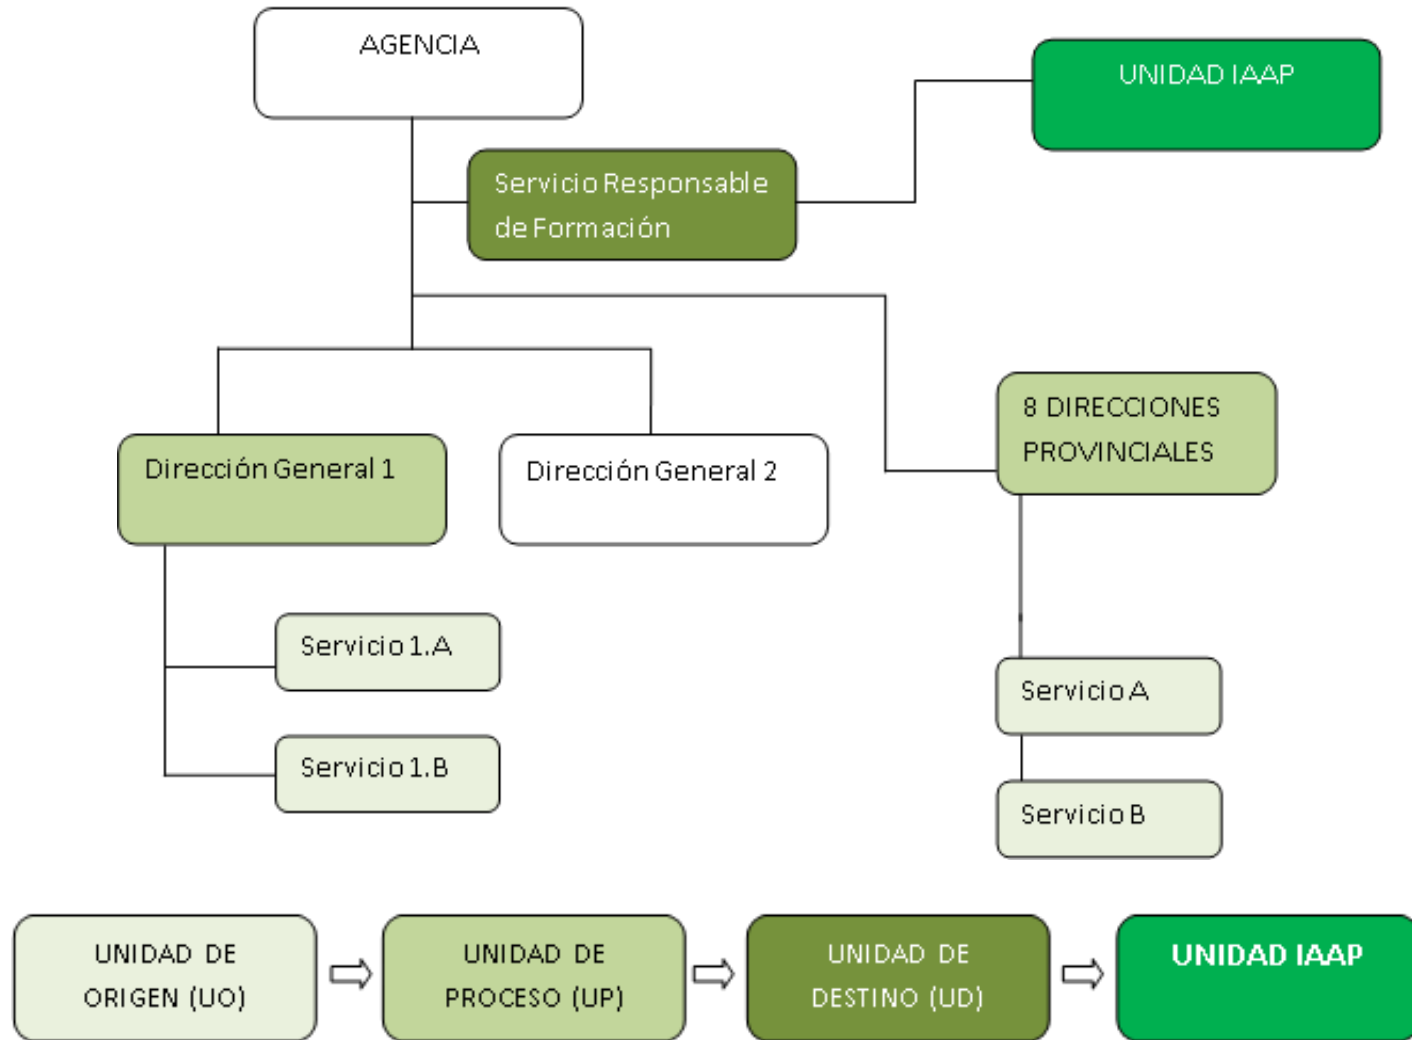 AGENCIA
UNIDAD IAAP
Servicio Responsable
de Formación
8 DIRECCIONES
PROVINCIALES
Dirección General 1
Dirección General 2
Servicio 1.A
Servicio A
Servicio 1.B
Servicio B
UNIDAD DE
ORIGEN (UO)
UNIDAD DE
PROCESO (UP)
UNIDAD DE
DESTINO (UD)
UNIDAD IAAP